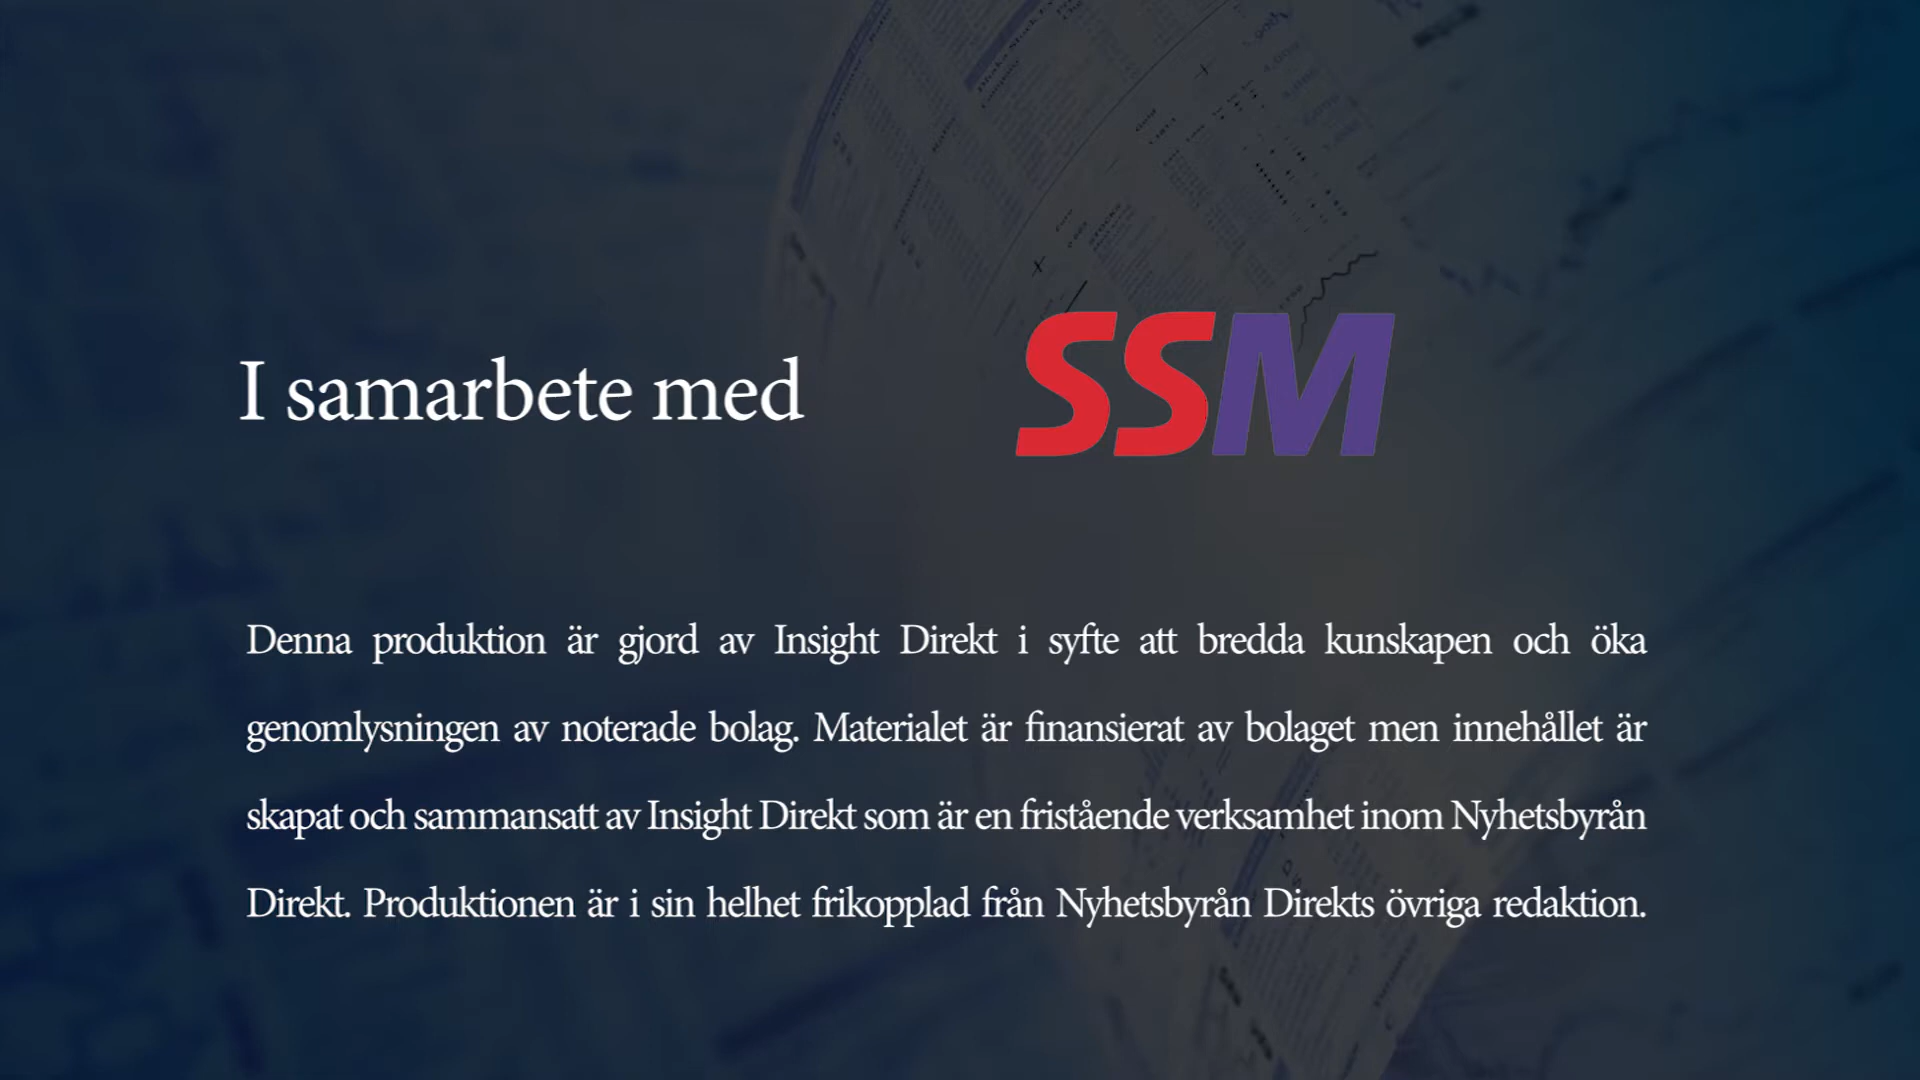 I samarbete med
SSM
Denna produktion är gjord av Insight Direkt i syfte att bredda kunskapen och öka
genomlysningen av noterade bolag. Materialet är finansierat av bolaget men innehållet är
skapat och sammansatt av Insight Direkt som är en fristående verksamhet inom Nyhetsbyrån
Direkt. Produktionen är i sin helhet frikopplad från Nyhetsbyrån Direkts övriga redaktion.